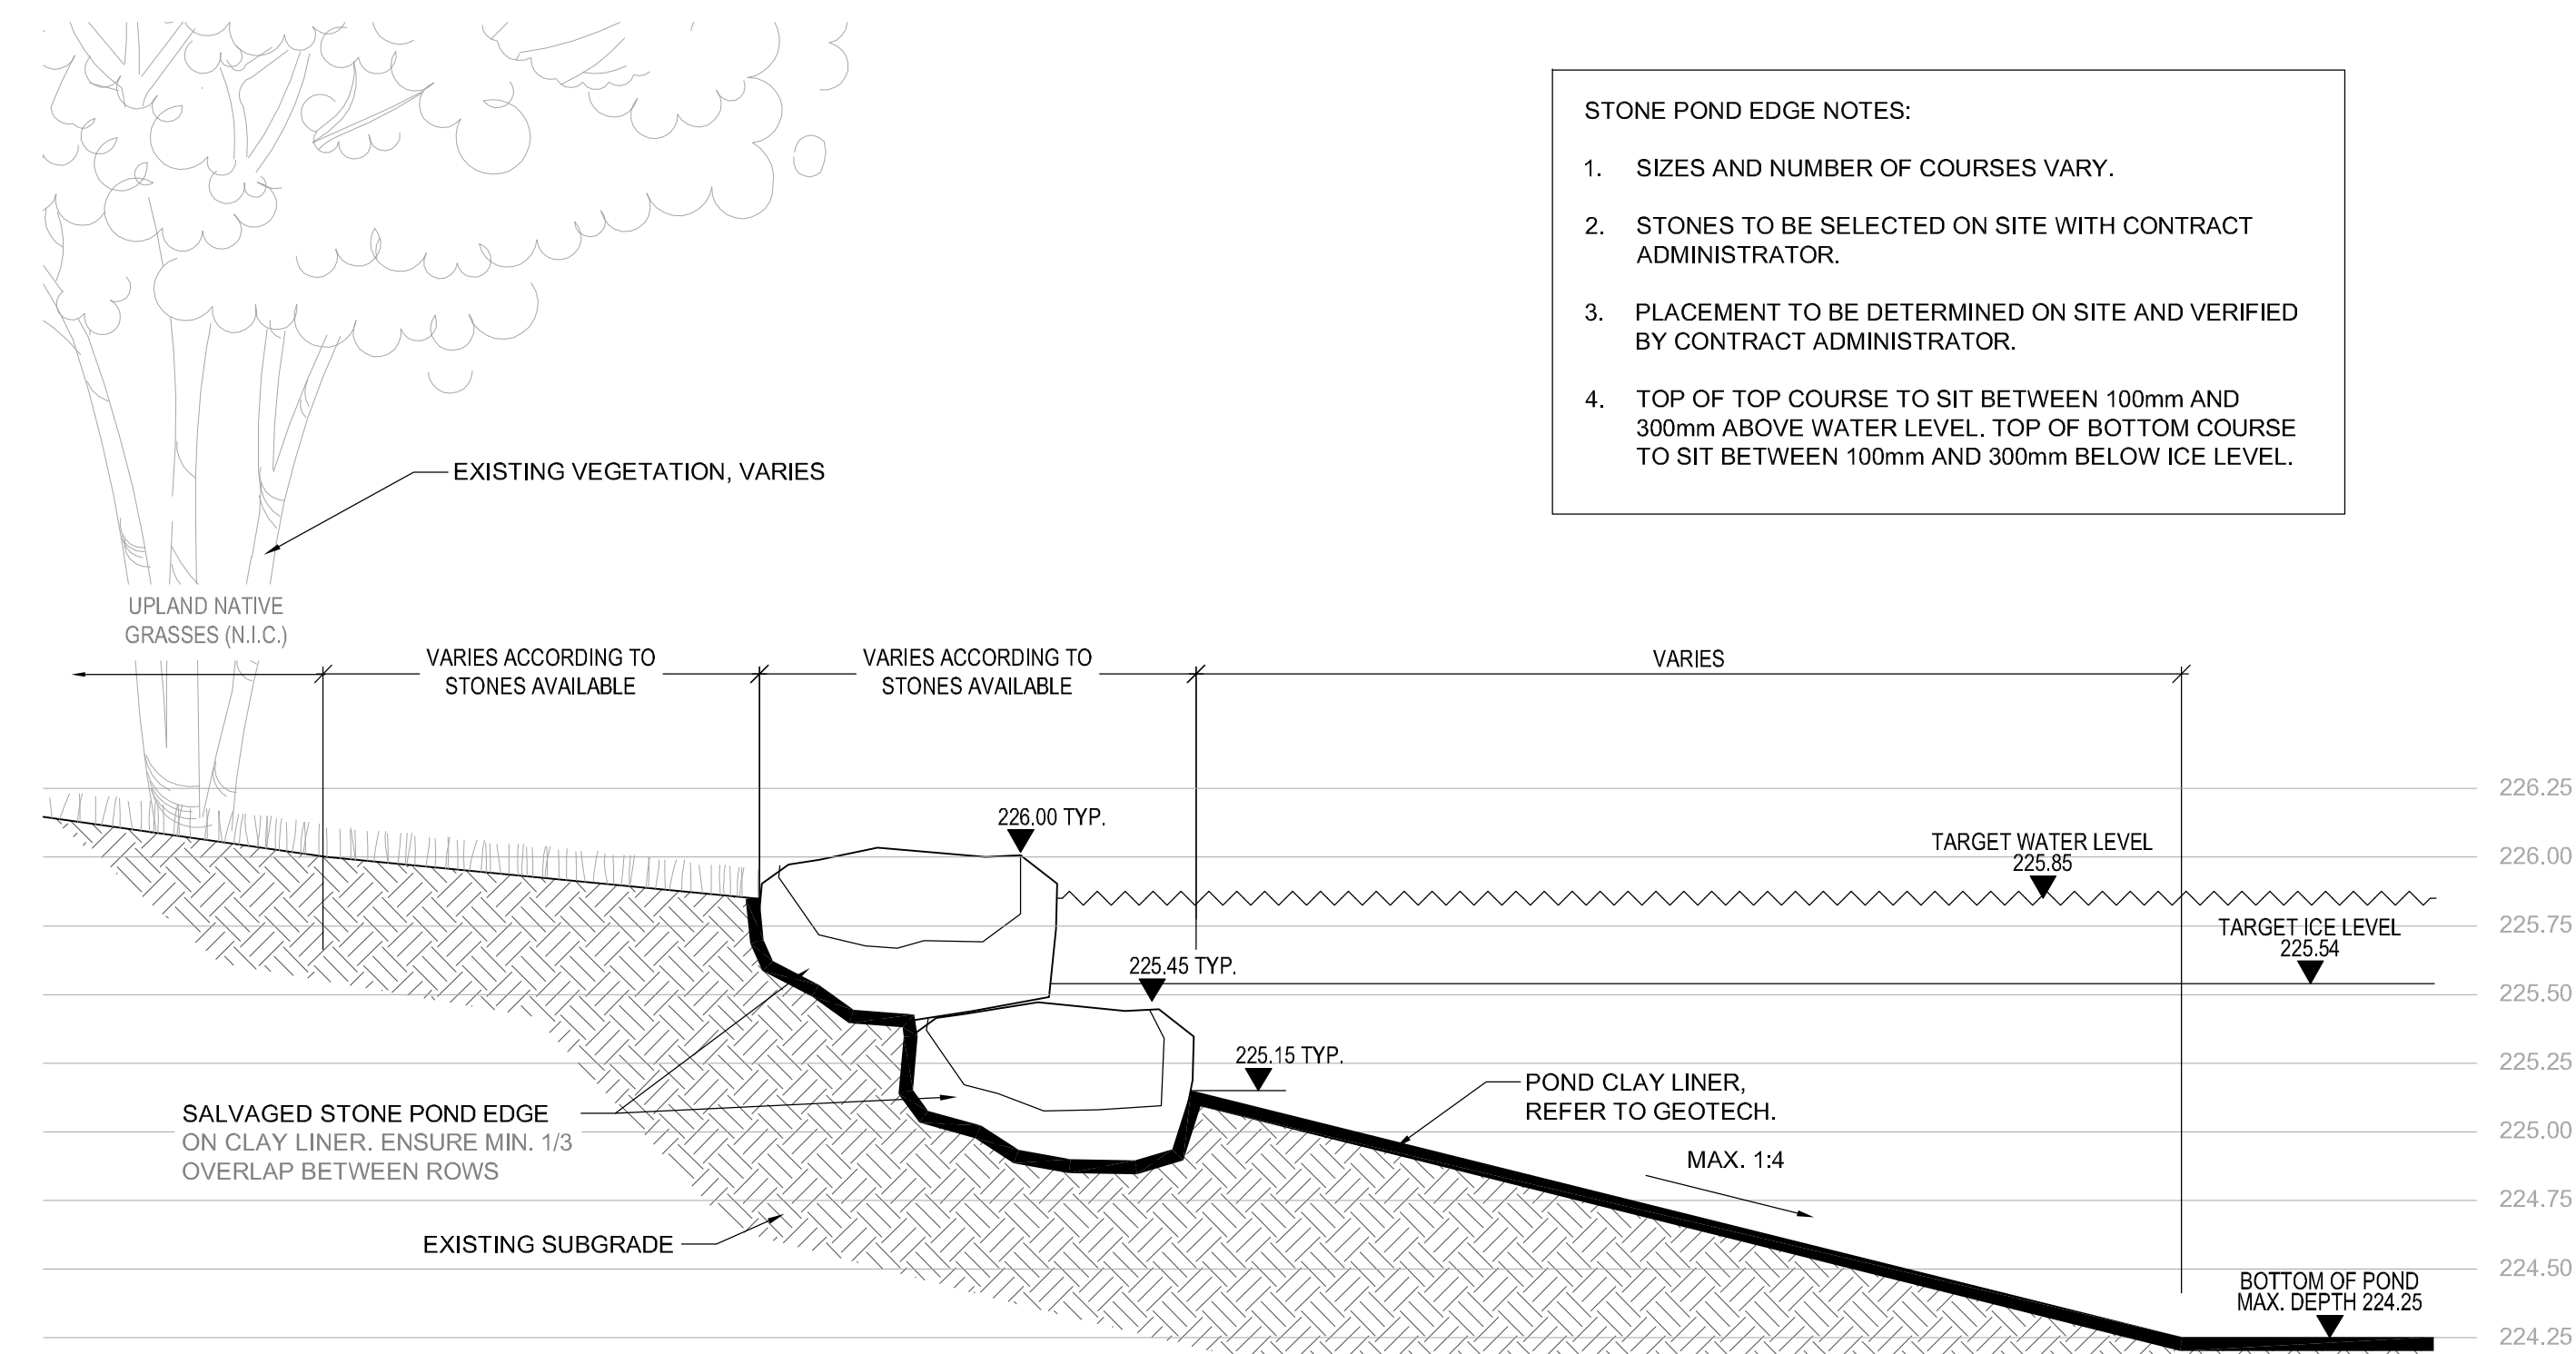 STONE POND EDGE NOTES:
1. SIZES AND NUMBER OF COURSES VARY.
2. STONES TO BE SELECTED ON SITE WITH CONTRACT
ADMINISTRATOR.
3. PLACEMENT TO BE DETERMINED ON SITE AND VERIFIED
BY CONTRACT ADMINISTRATOR.
4. TOP OF TOP COURSE TO SIT BETWEEN 100mm AND
300mm ABOVE WATER LEVEL. TOP OF BOTTOM COURSE
TO SIT BETWEEN 100mm AND 300mm BELOW ICE LEVEL.
EXISTING VEGETATION, VARIES
UPLAND NATIVE
GRASSES (N.I.C.)
VARIES ACCORDING TO
STONES AVAILABLE
VARIES ACCORDING TO
STONES AVAILABLE
VARIES
226.25
226.00 TYP.
TARGET WATER LEVEL
225.85
226.00
225.75
TARGET ICE LEVEL
225.54
225.45 TYP.
225.50
225.15 TYP.
225.25
POND CLAY LINER,
REFER TO GEOTECH.
SALVAGED STONE POND EDGE
ON CLAY LINER. ENSURE MIN. 1/3
OVERLAP BETWEEN ROWS
225.00
MAX. 1:4
224.75
EXISTING SUBGRADE
224.50
BOTTOM OF POND
MAX. DEPTH 224.25
224.25